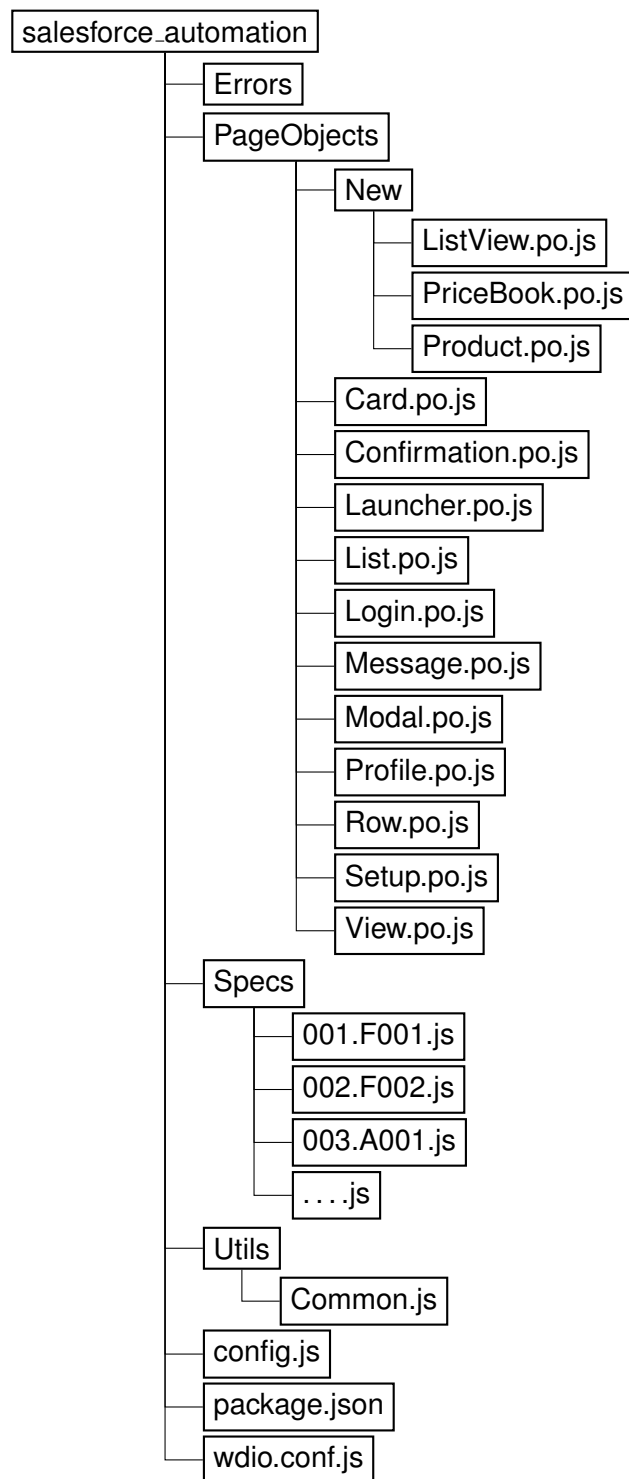 salesforce_automation
Errors
PageObjects
New
ListView.po.js
PriceBook.po.js
Product.po.js
Card.po.js
Confirmation.po.js
Launcher.po.js
List.po.js
Login.po.js
Message.po.js
Modal.po.js
Profile.po.js
Row.po.js
Setup.po.js
View.po.js
Specs
001.F001.js
002.F002.js
003.A001.js
. . . .js
Utils
Common.js
config.js
package.json
wdio.conf.js